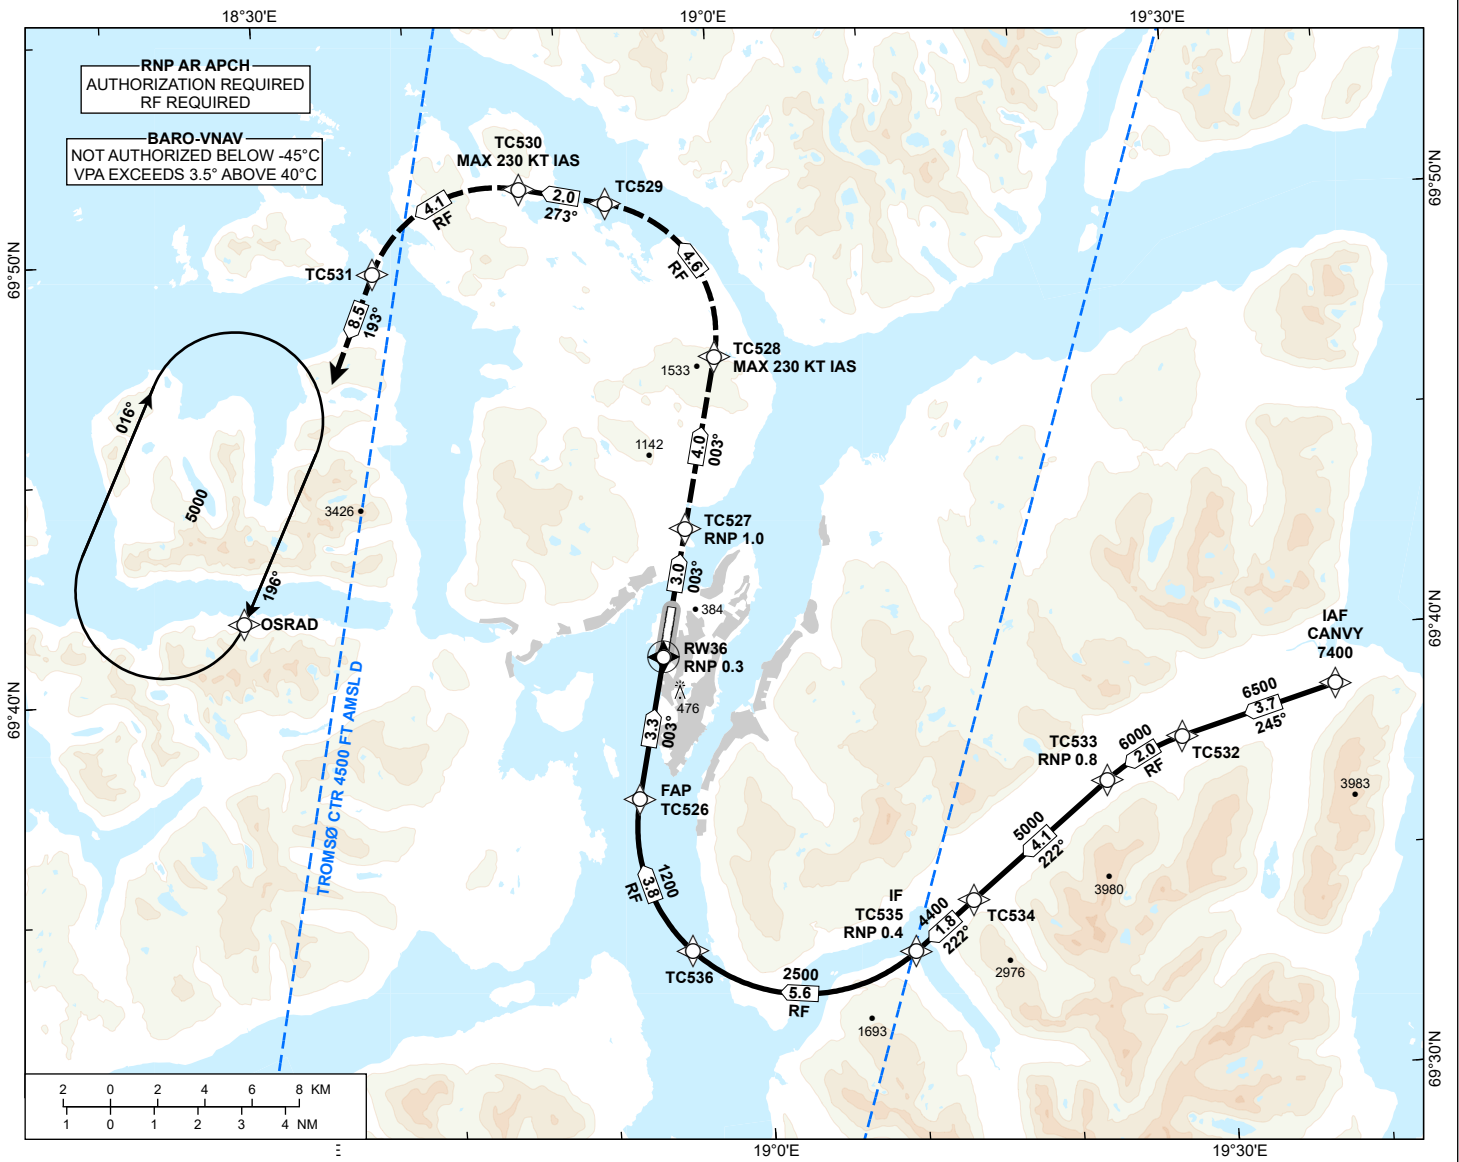 18°30'E
19°0'E
19°30'E
RNP AR APCH
AUTHORIZATION REQUIRED
RF REQUIRED
BARO-VNAV
NOT AUTHORIZED BELOW -45°C
VPA EXCEEDS 3.5° ABOVE 40°C
TC530
MAX 230 KT IAS
TC529
2.0
273°
4.1
RF
4.6
RF
69°50'N
69°50'N
TC531
8.5
193°
TC528
MAX 230 KT IAS
1533
016°
1142
4.0
003°
5000
3426
TC527
RNP 1.0
3.0
003°
196°
384
OSRAD
69°40'N
IAF
CANVY
7400
RW36
RNP 0.3
TROMSØ CTR 4500 FT AMSL D
476
6500
3.7
245°
69°40'N
3.3
003°
6000
2.0
RF
TC532
TC533
RNP 0.8
FAP
TC526
3983
5000
4.1
222°
1200
3.8
RF
3980
IF
TC535
RNP 0.4
4400
1.8
222°
TC534
TC536
2500
5.6
RF
2976
1693
69°30'N
2 0 2 4 6 8 KM
1 0 1 2 3 4 NM
19°0'E
19°30'E